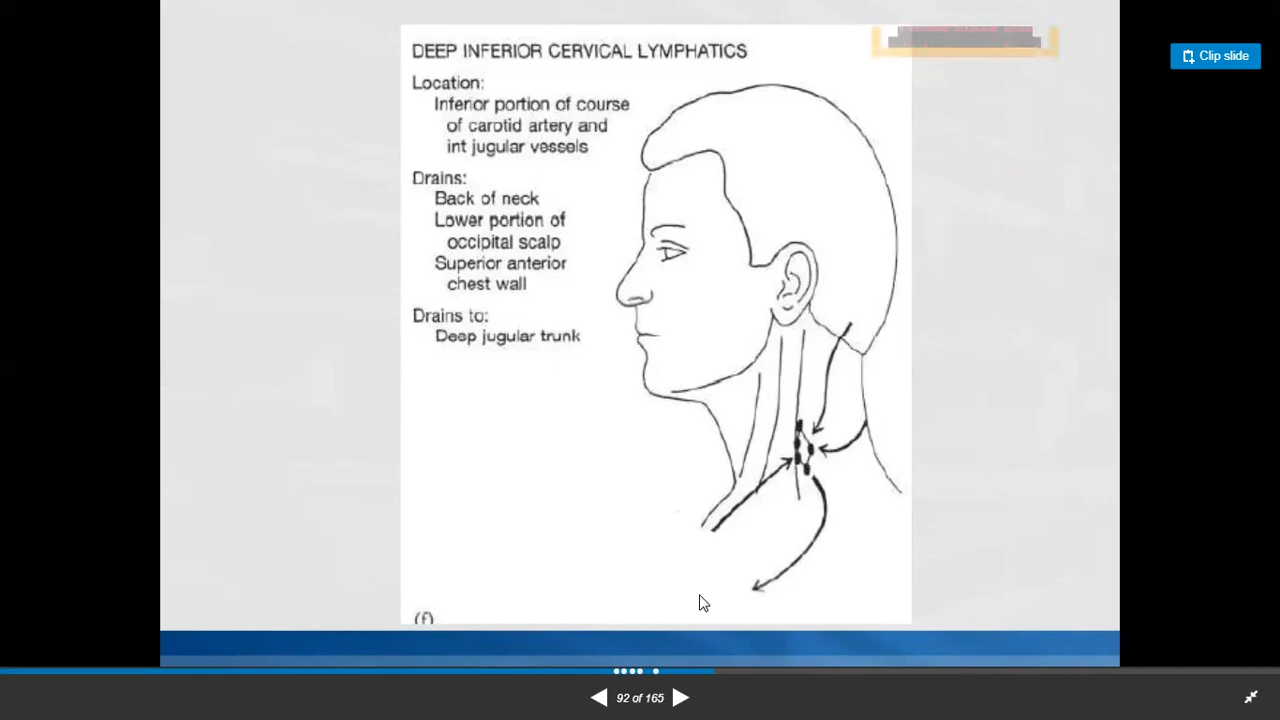 DEEP INFERIOR CERVICAL LYMPHATICS
Clip slide
Location:
Inferior portion of course
of carotid artery and
int jugular vessels
Drains:
Back of neck
Lower portion of
occipital scalp
Superior anterior
chest wall
Drains to:
Deep jugular trunk
(f)
92 of 165